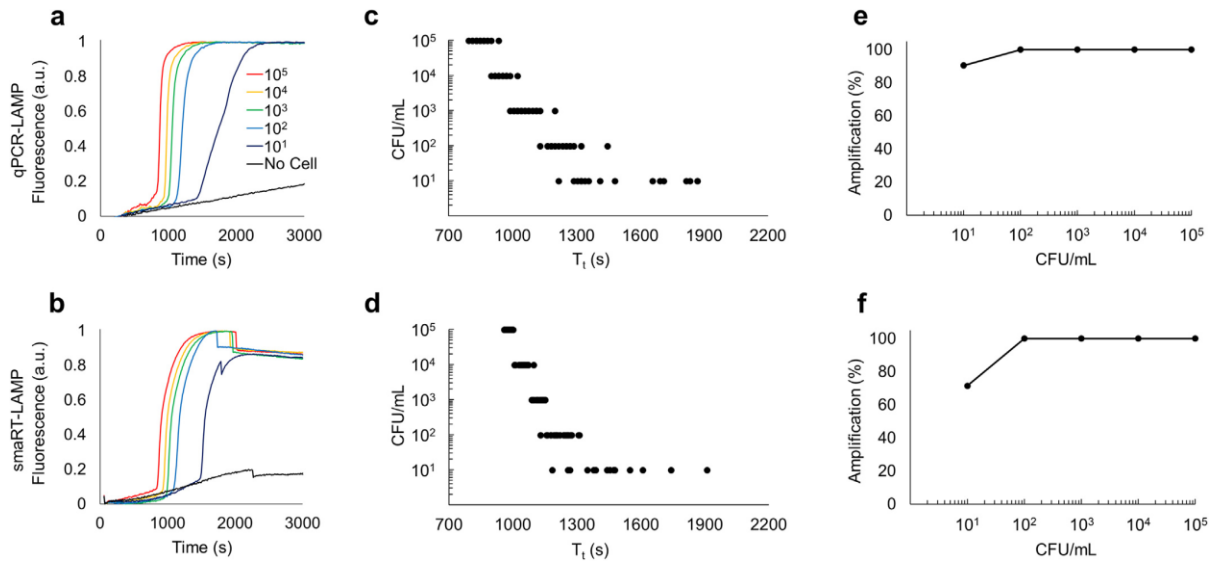 a
qPCR-LAMP
Fluorescence (a.u.)
1
0.8
0.6
0.4
0.2
0
10⁵
10⁴
10³
10²
10¹
No Cell
0 1000 2000 3000
Time (s)
c
CFU/mL
10⁵
10⁴
10³
10²
10¹
700 1000 1300 1600 1900 2200
Tₜ (s)
e
Amplification (%)
100
80
60
40
20
0
10¹ 10² 10³ 10⁴ 10⁵
CFU/mL
b
smaRT-LAMP
Fluorescence (a.u.)
1
0.8
0.6
0.4
0.2
0
0 1000 2000 3000
Time (s)
d
CFU/mL
10⁵
10⁴
10³
10²
10¹
700 1000 1300 1600 1900 2200
Tₜ (s)
f
Amplification (%)
100
80
60
40
20
0
10¹ 10² 10³ 10⁴ 10⁵
CFU/mL